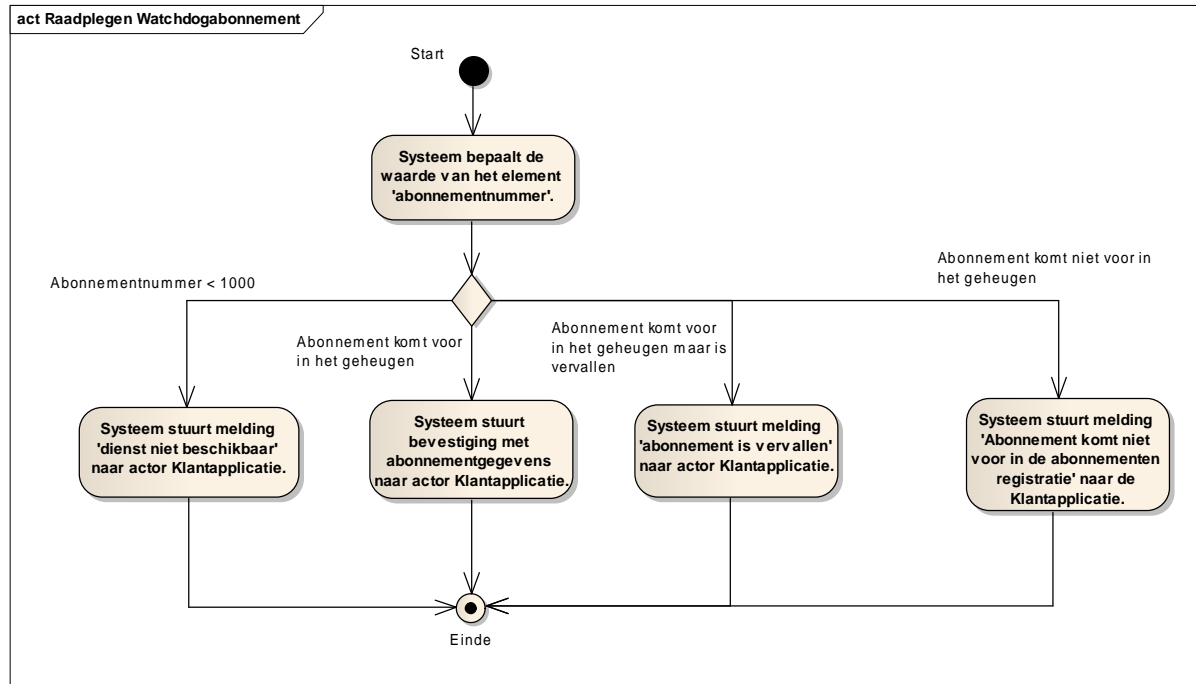 act Raadplegen Watchdogabonnement
Start
Systeem bepaalt de
waarde van het element
'abonnementnummer'.
Abonnementnummer < 1000
Abonnement komt voor
in het geheugen
Abonnement komt voor
in het geheugen maar is
vervallen
Abonnement komt niet voor in
het geheugen
Systeem stuurt melding
'dienst niet beschikbaar'
naar actor Klantapplicatie.
Systeem stuurt
bevestiging met
abonnementgegevens
naar actor Klantapplicatie.
Systeem stuurt melding
'abonnement is vervallen'
naar actor Klantapplicatie.
Systeem stuurt melding
'Abonnement komt niet
voor in de abonnementen
registratie' naar de
Klantapplicatie.
Einde